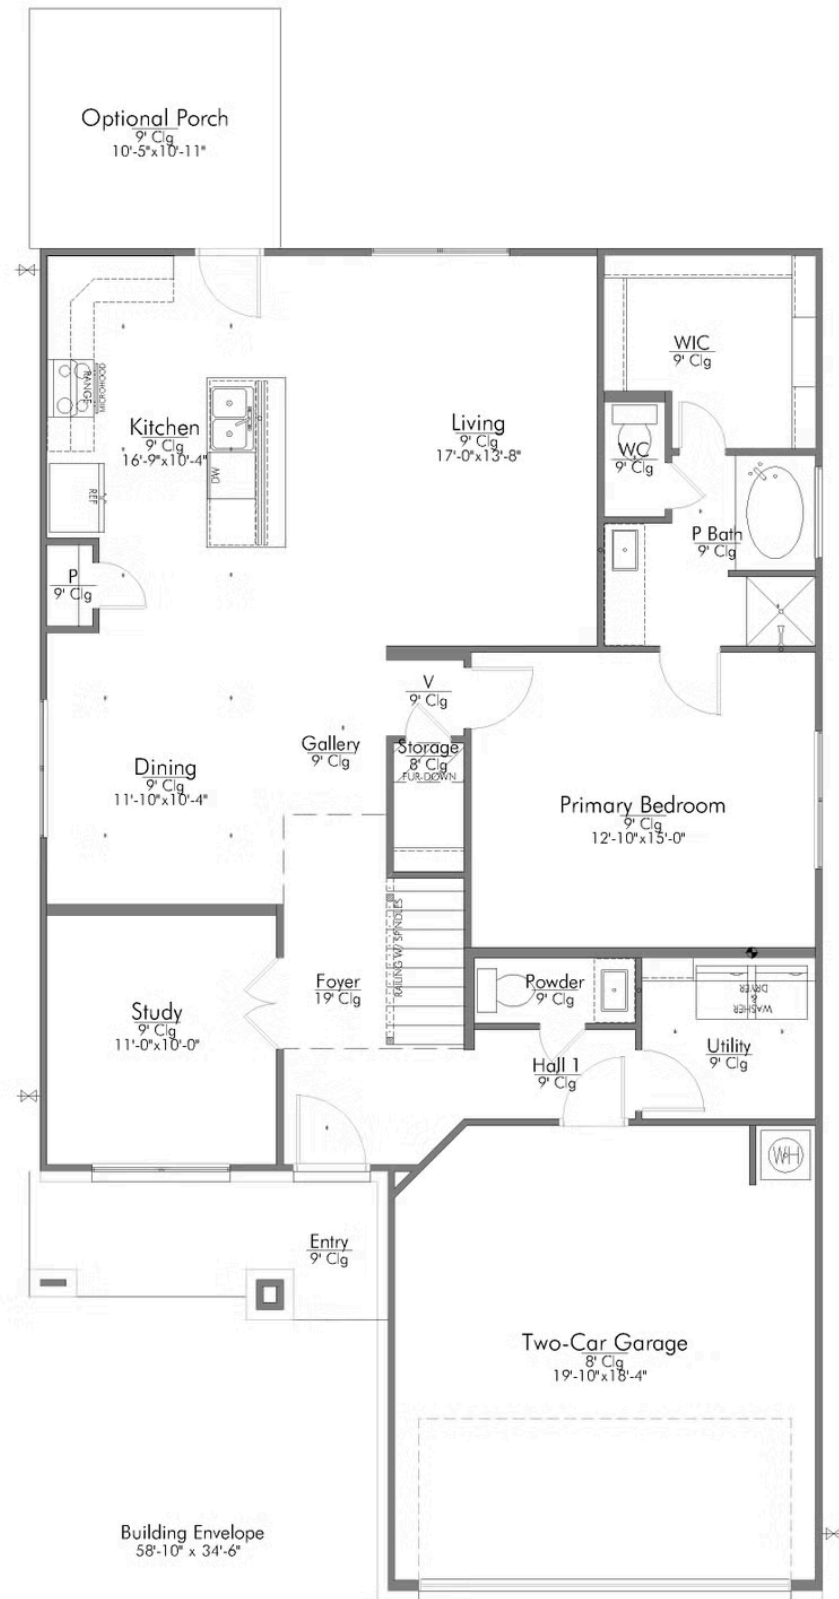 Optional Porch
9' Clg
10'-5"x10'-11"
WIC
9' Clg
RANGE
MICROHOOD
Kitchen
9' Clg
16'-9"x10'-4"
Living
9' Clg
17'-0"x13'-8"
WC
9' Clg
DW
REF
P Bath
9' Clg
P
9' Clg
V
9' Clg
Gallery
9' Clg
Storage
8' Clg
FUR-DOWN
Dining
9' Clg
11'-10"x10'-4"
Primary Bedroom
9' Clg
12'-10"x15'-0"
RAILING W/ SPINDLES
Foyer
19' Clg
Powder
9' Clg
WASHER
&
DRYER
Study
9' Clg
11'-0"x10'-0"
Hall 1
9' Clg
Utility
9' Clg
WH
Entry
9' Clg
Two-Car Garage
8' Clg
19'-10"x18'-4"
Building Envelope
58'-10" x 34'-6"